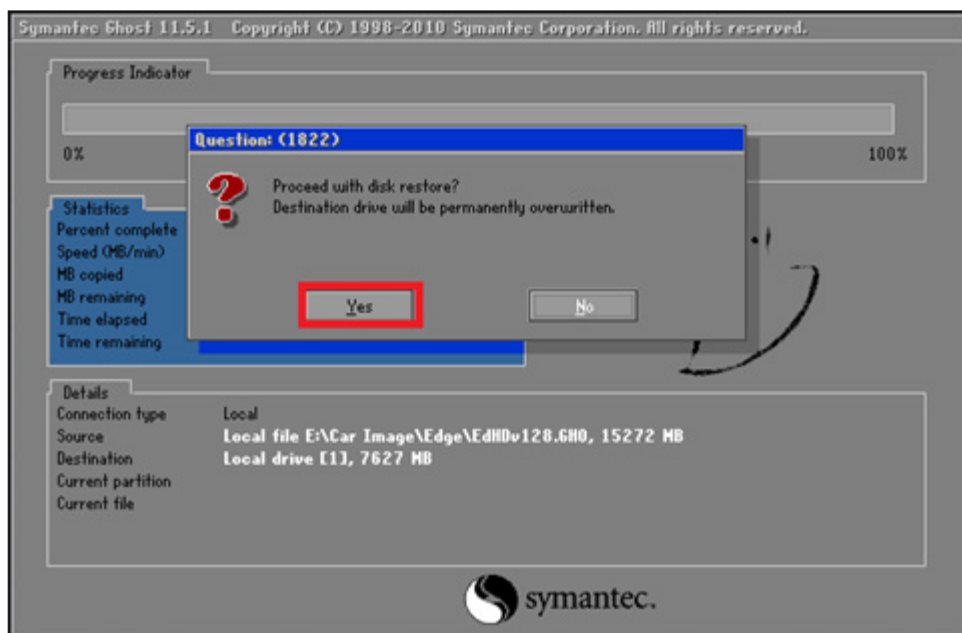 Symantec Ghost 11.5.1 Copyright (C) 1998-2010 Symantec Corporation. All rights reserved.
Progress Indicator
0% 100%
Question: (1822)
Proceed with disk restore?
Destination drive will be permanently overwritten.
Yes No
Statistics
Percent complete
Speed (MB/min)
MB copied
MB remaining
Time elapsed
Time remaining
Details
Connection type Local
Source Local file E:\Car Image\Edge\EdHDv128.GHO, 15272 MB
Destination Local drive [1], 7627 MB
Current partition
Current file
symantec.